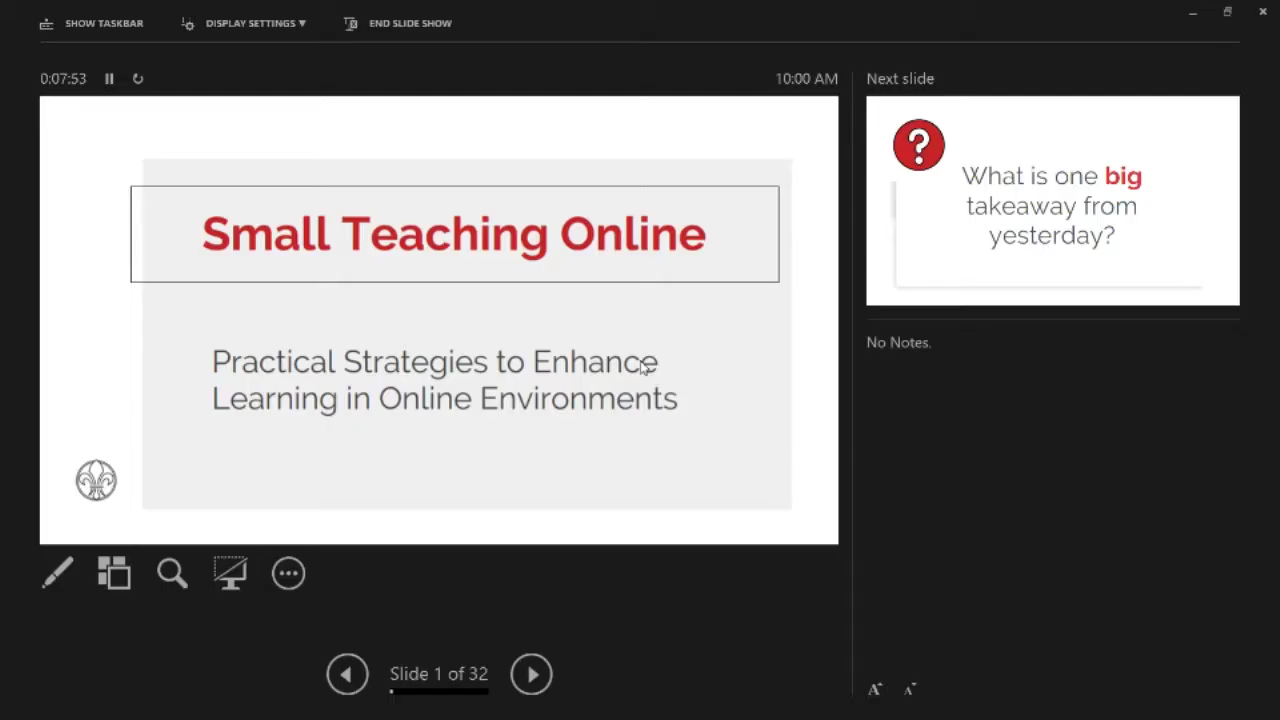 SHOW TASKBAR
DISPLAY SETTINGS ▼
END SLIDE SHOW
0:07:53
10:00 AM
Small Teaching Online
Practical Strategies to Enhance
Learning in Online Environments
Slide 1 of 32
Next slide
?
What is one big
takeaway from
yesterday?
No Notes.
A A